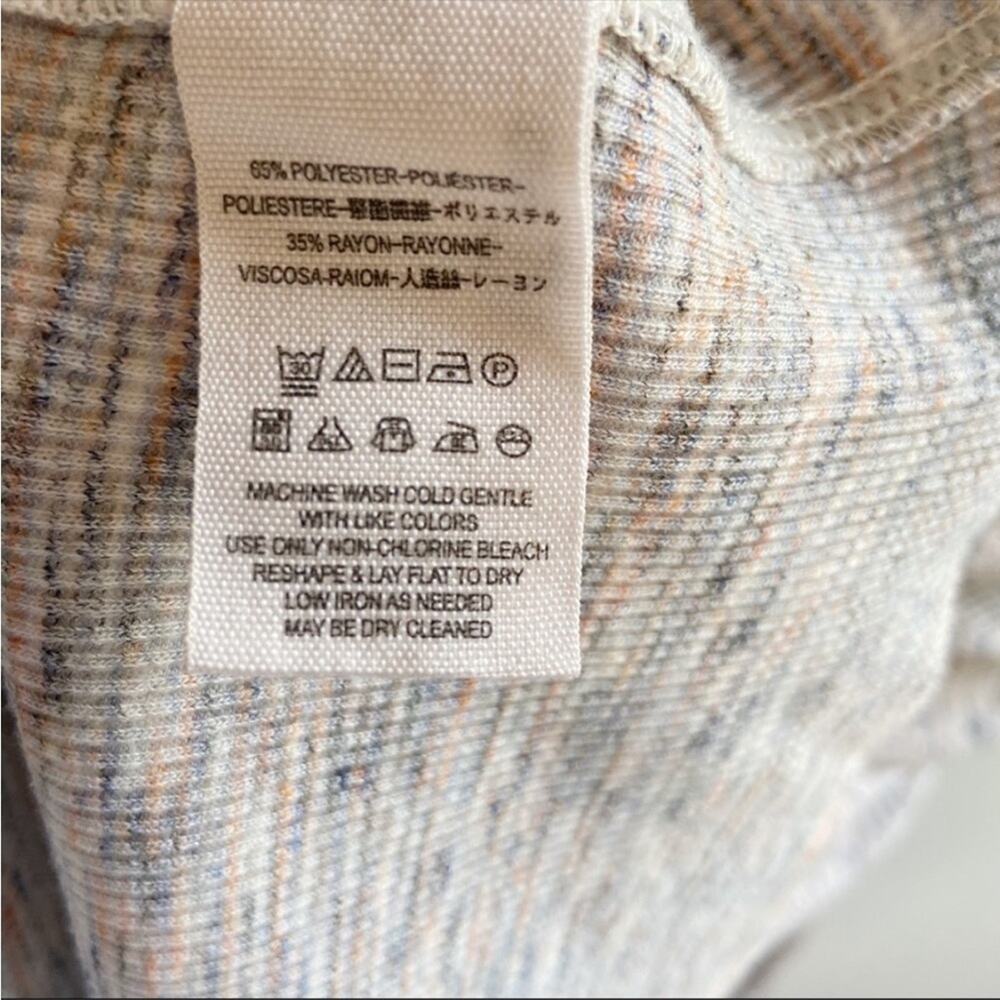 65% POLYESTER-POLIÉSTER-
POLIESTERE-聚酯纖維-ポリエステル
35% RAYON-RAYONNE-
VISCOSA-RAIOM-人造絲-レーヨン
30
P
MACHINE WASH COLD GENTLE
WITH LIKE COLORS
USE ONLY NON-CHLORINE BLEACH
RESHAPE & LAY FLAT TO DRY
LOW IRON AS NEEDED
MAY BE DRY CLEANED